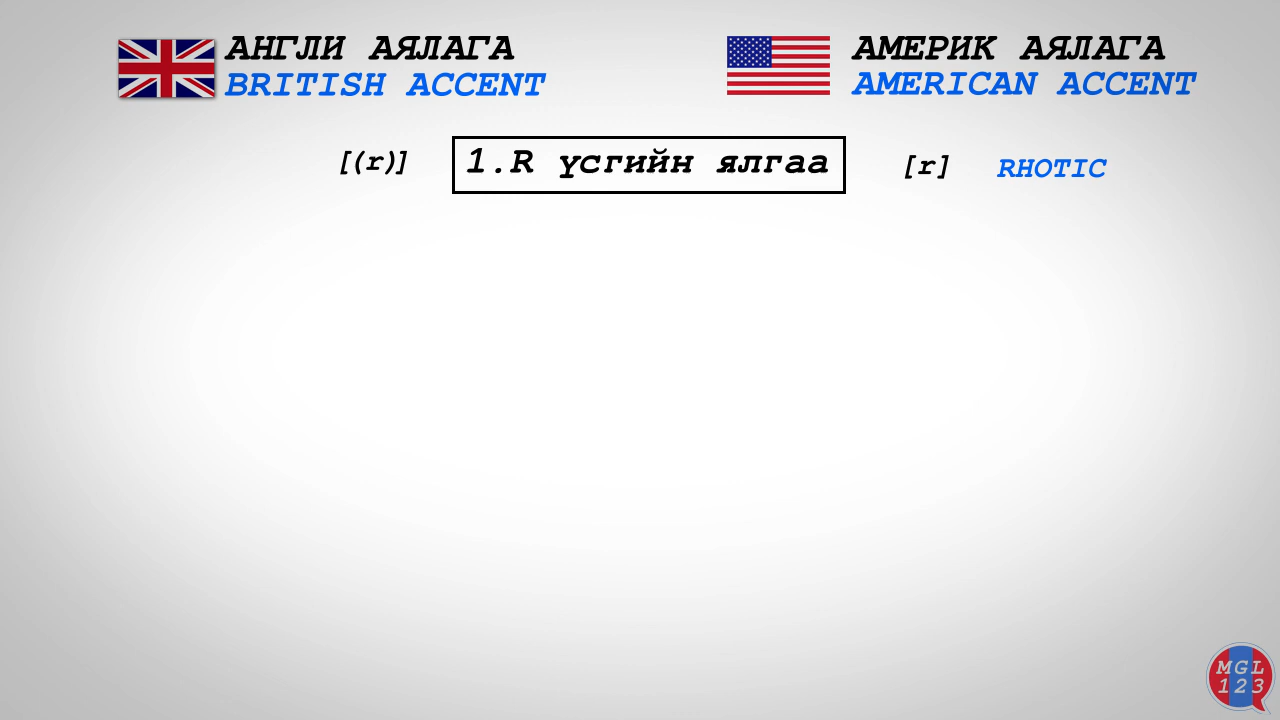 АНГЛИ АЯЛАГА
BRITISH ACCENT
АМЕРИК АЯЛАГА
AMERICAN ACCENT
[(r)]
1.R үсгийн ялгаа
[r]
RHOTIC
MGL
123